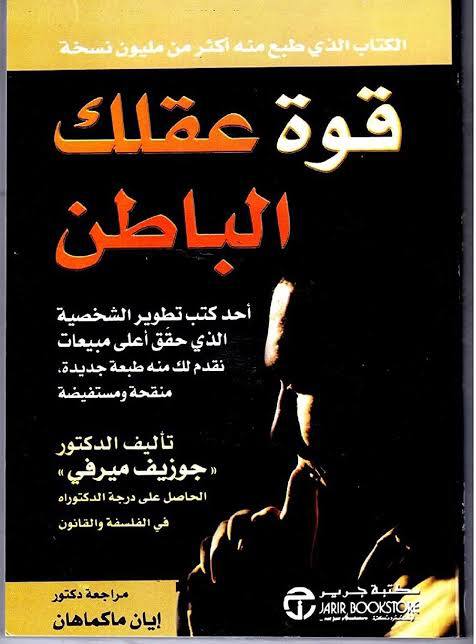 الكتاب الذي طبع منه أكثر من مليون نسخة
قوة عقلك
الباطن
أحد كتب تطوير الشخصية
الذي حقق أعلى مبيعات
نقدم لك منه طبعة جديدة،
منقحة ومستفيضة
تأليف الدكتور
«جوزيف ميرفي»
الحاصل على درجة الدكتوراه
في الفلسفة والقانون
مراجعة دكتور
إيان ماكماهان
مكتبة جرير
JARIR BOOKSTORE